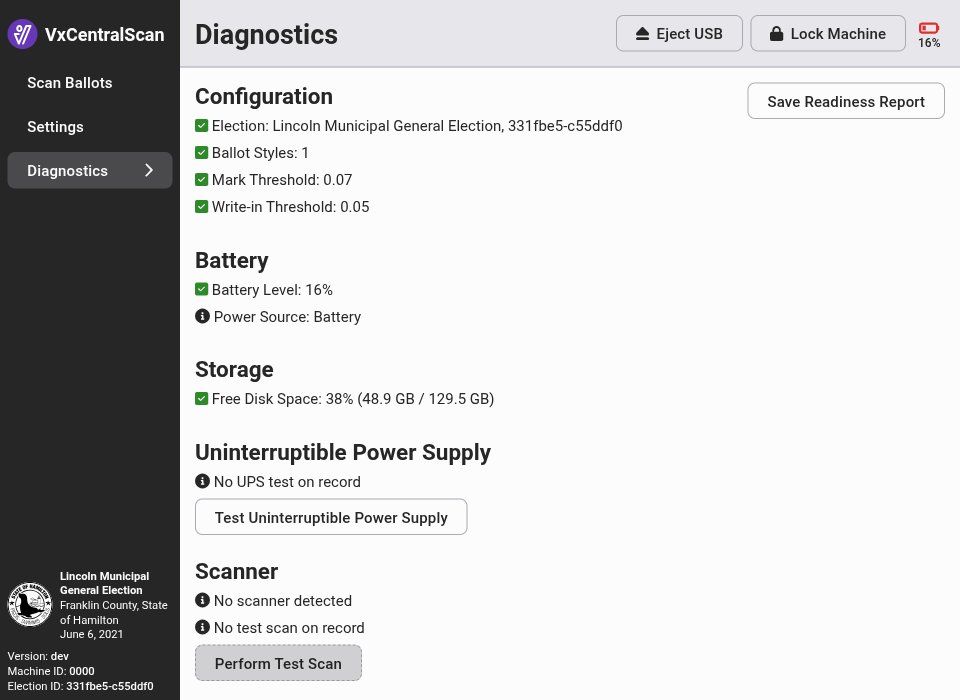 VxCentralScan
Scan Ballots
Settings
Diagnostics
Lincoln Municipal
General Election
Franklin County, State
of Hamilton
June 6, 2021
Version: dev
Machine ID: 0000
Election ID: 331fbe5-c55ddf0
Diagnostics
Eject USB
Lock Machine
16%
Save Readiness Report
Configuration
Election: Lincoln Municipal General Election, 331fbe5-c55ddf0
Ballot Styles: 1
Mark Threshold: 0.07
Write-in Threshold: 0.05
Battery
Battery Level: 16%
Power Source: Battery
Storage
Free Disk Space: 38% (48.9 GB / 129.5 GB)
Uninterruptible Power Supply
No UPS test on record
Test Uninterruptible Power Supply
Scanner
No scanner detected
No test scan on record
Perform Test Scan